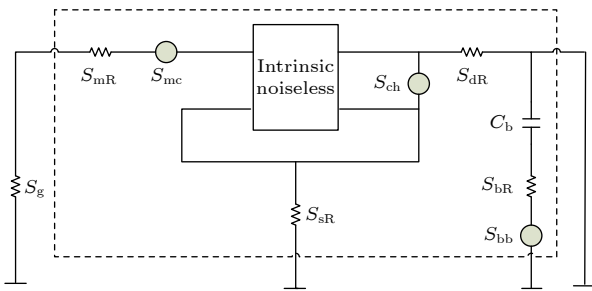 Intrinsic
noiseless
S_mR
S_mc
S_ch
S_dR
C_b
S_g
S_bR
S_sR
S_bb